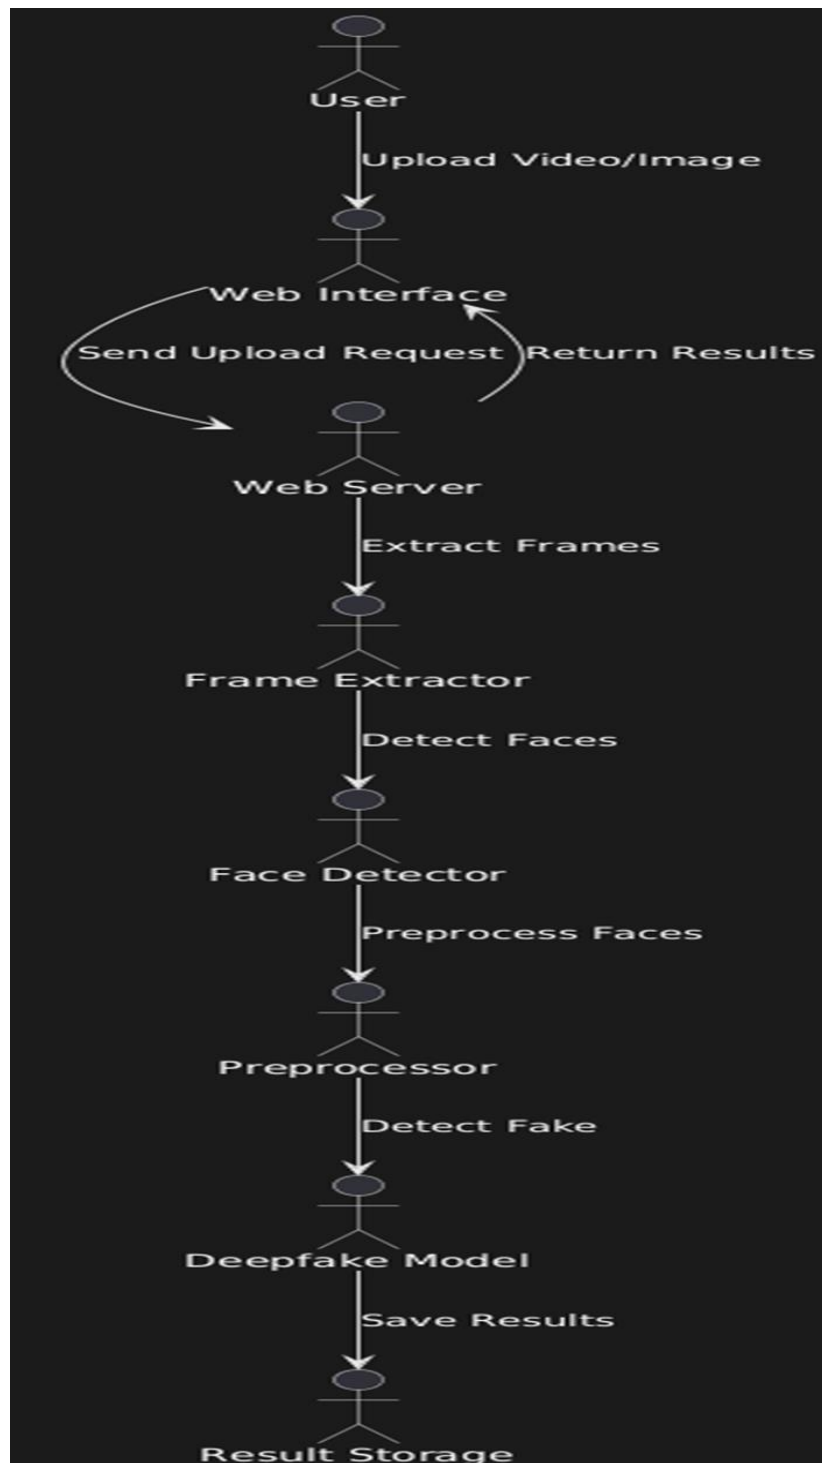 User
Upload Video/Image
Web Interface
Send Upload Request
Return Results
Web Server
Extract Frames
Frame Extractor
Detect Faces
Face Detector
Preprocess Faces
Preprocessor
Detect Fake
Deepfake Model
Save Results
Result Storage